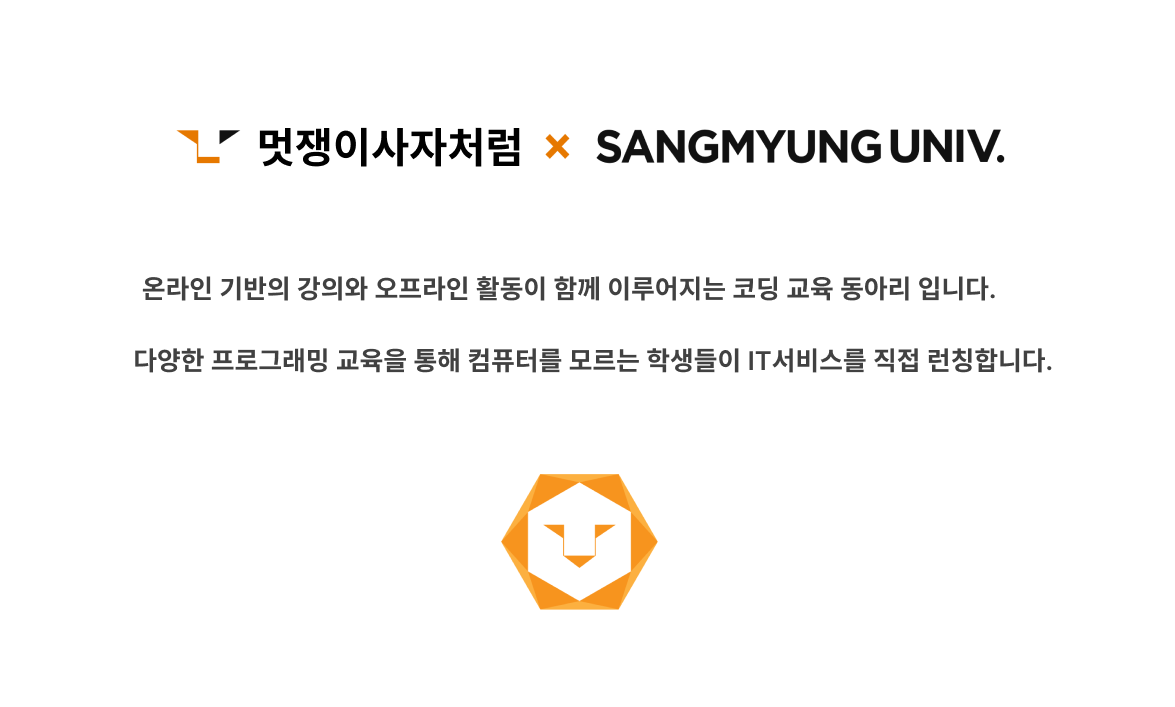 멋쟁이사자처럼 × SANGMYUNG UNIV.
온라인 기반의 강의와 오프라인 활동이 함께 이루어지는 코딩 교육 동아리 입니다.
다양한 프로그래밍 교육을 통해 컴퓨터를 모르는 학생들이 IT서비스를 직접 런칭합니다.